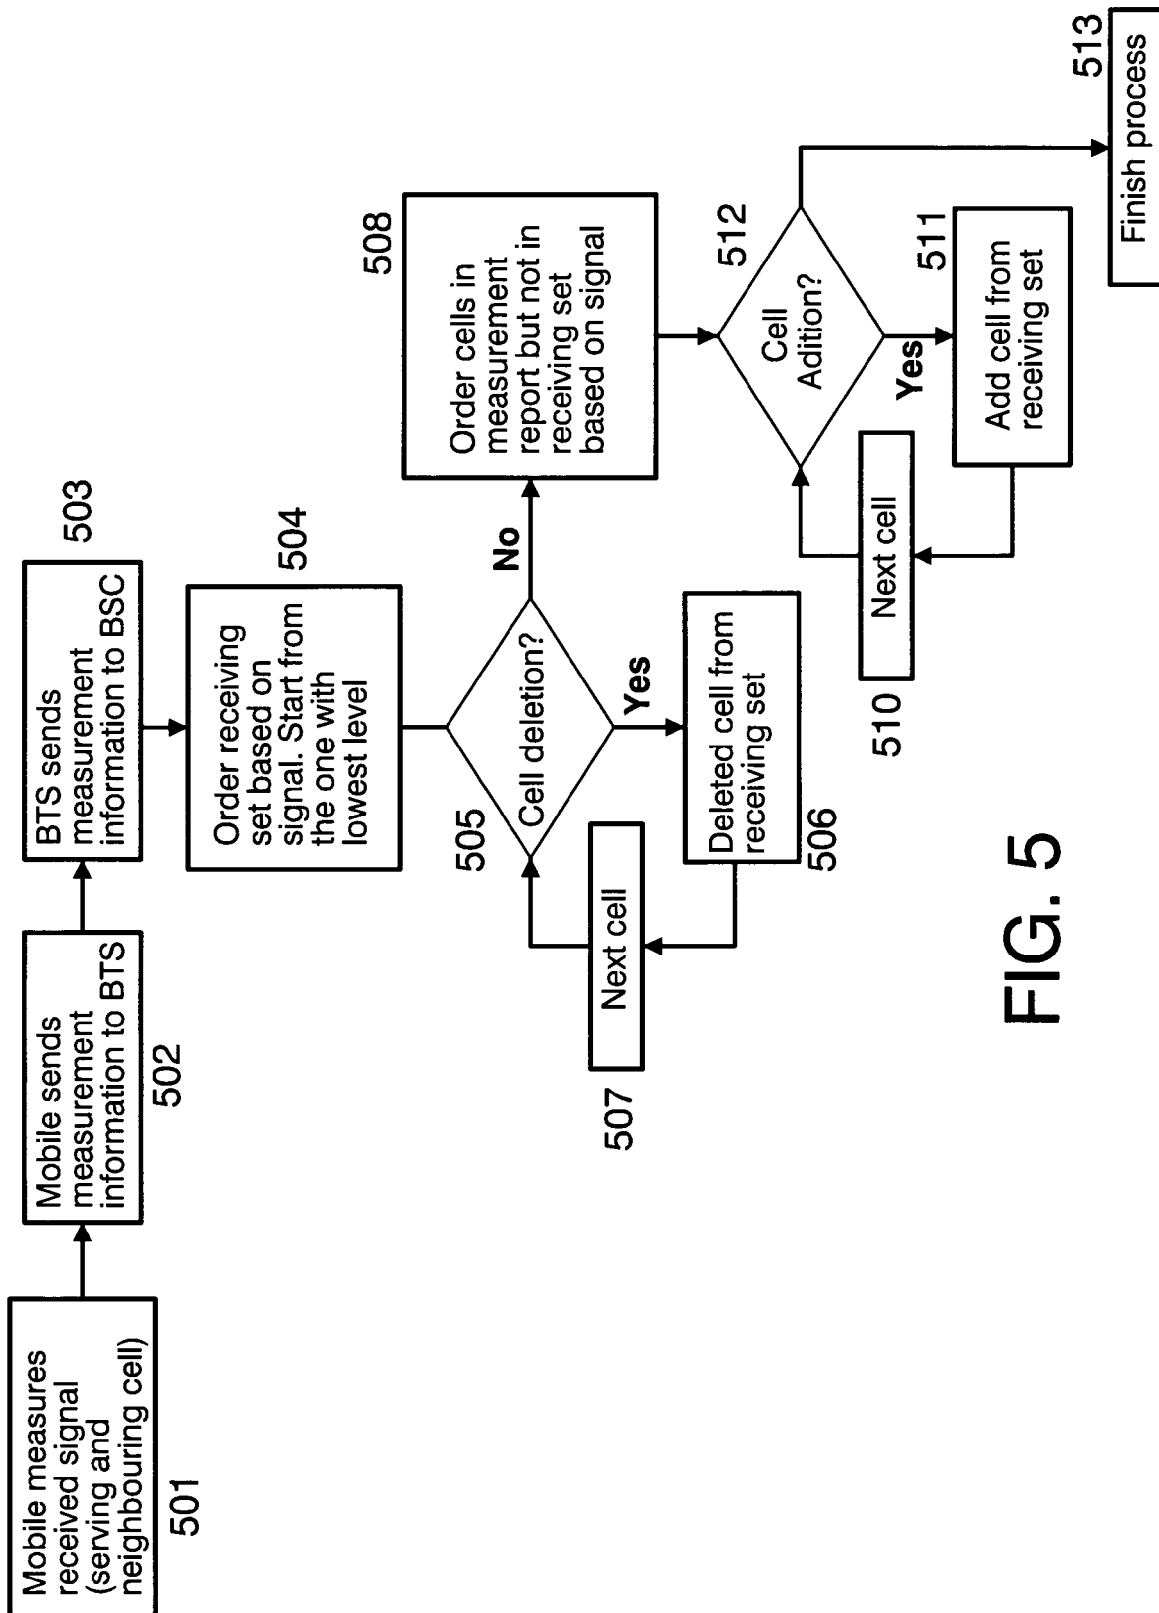 Mobile measures
received signal
(serving and
neighbouring cell)
501
Mobile sends
measurement
information to BTS
502
BTS sends
measurement
information to BSC
503
Order receiving
set based on
signal. Start from
the one with
lowest level
504
Cell deletion?
505
No
Yes
Deleted cell from
receiving set
506
Next cell
507
Order cells in
measurement
report but not in
receiving set
based on signal
508
Cell
Adition?
512
Yes
Add cell from
receiving set
511
Next cell
510
Finish process
513
FIG. 5